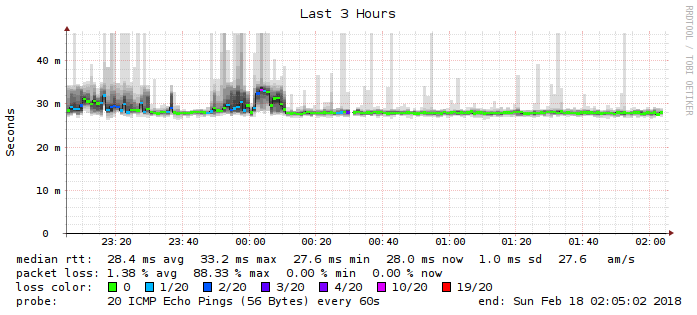 Last 3 Hours
RRDTOOL / TOBI OETIKER
Seconds
40 m
30 m
20 m
10 m
0
23:20 23:40 00:00 00:20 00:40 01:00 01:20 01:40 02:00
median rtt: 28.4 ms avg 33.2 ms max 27.6 ms min 28.0 ms now 1.0 ms sd 27.6 am/s
packet loss: 1.38 % avg 88.33 % max 0.00 % min 0.00 % now
loss color: 0 1/20 2/20 3/20 4/20 10/20 19/20
probe: 20 ICMP Echo Pings (56 Bytes) every 60s end: Sun Feb 18 02:05:02 2018